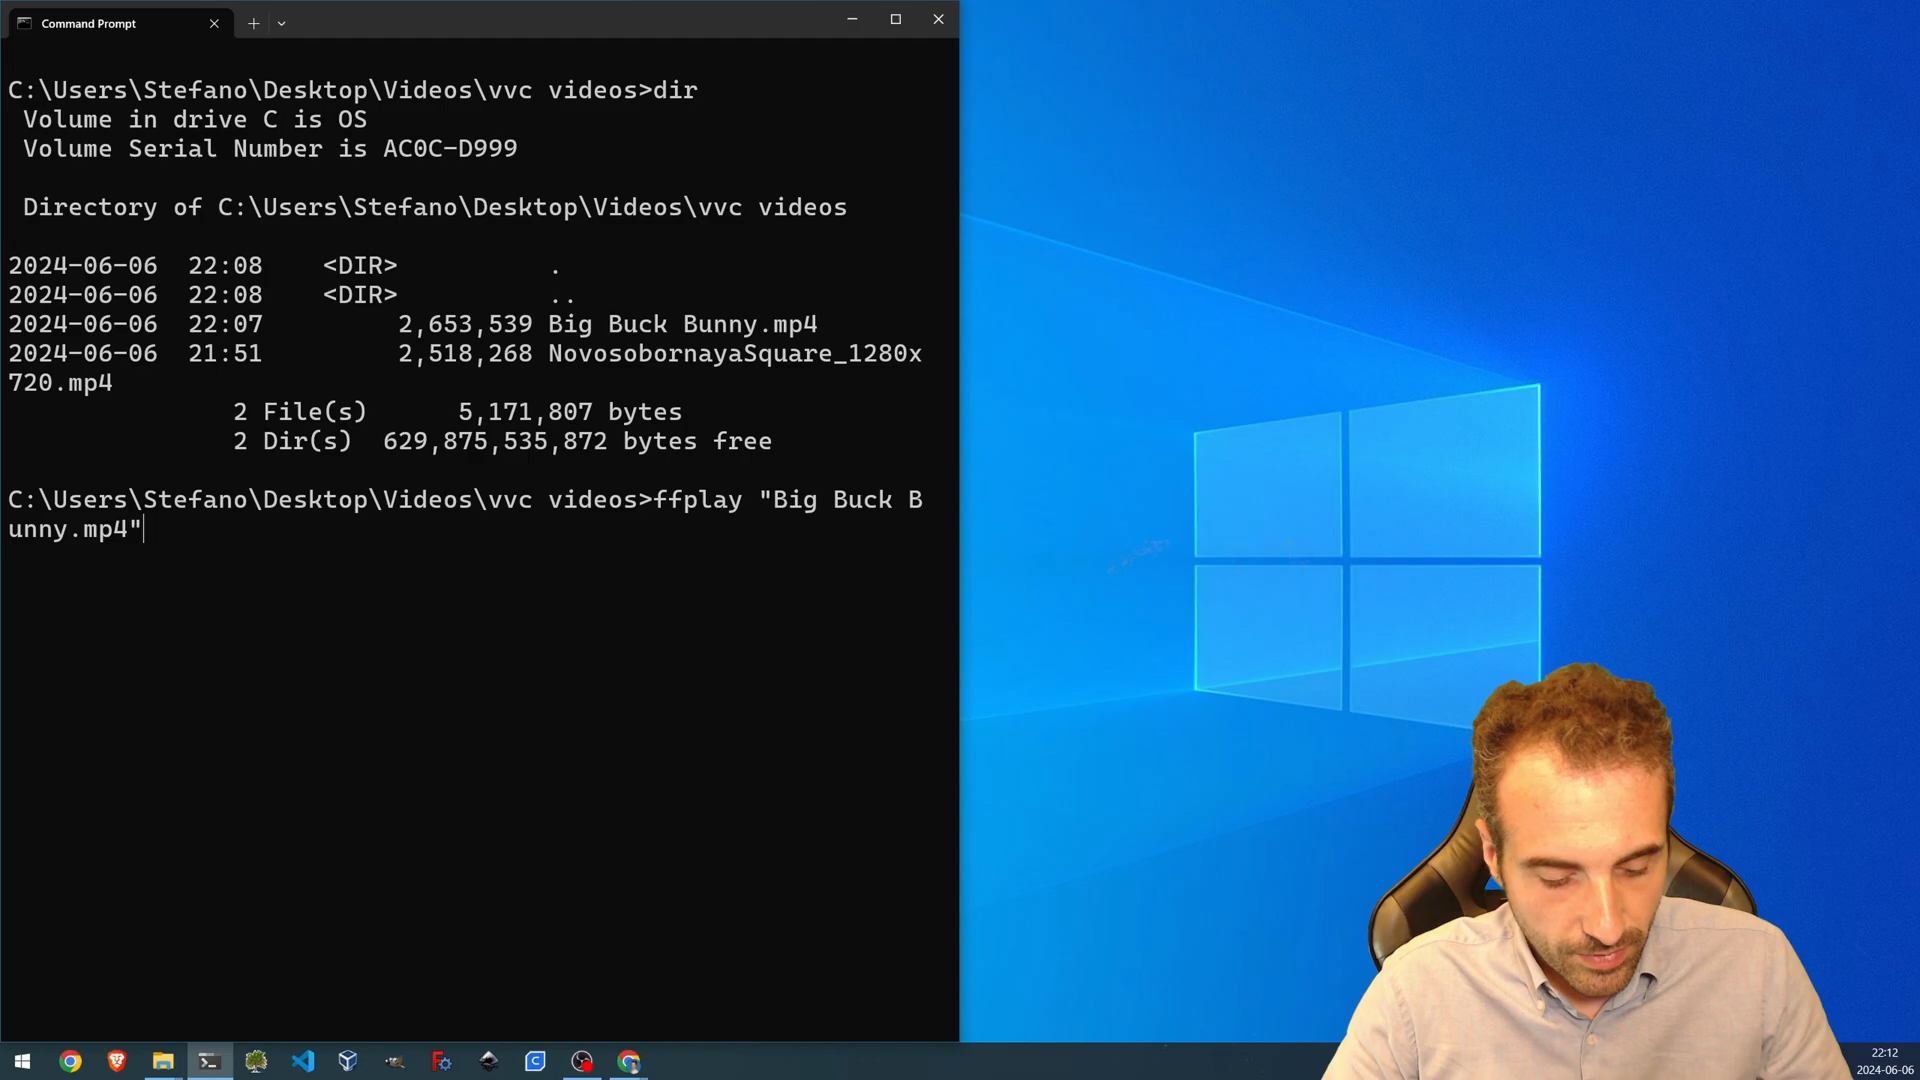 Command Prompt
C:\Users\Stefano\Desktop\Videos\vvc videos>dir
Volume in drive C is OS
Volume Serial Number is AC0C-D999
Directory of C:\Users\Stefano\Desktop\Videos\vvc videos
2024-06-06 22:08 <DIR> .
2024-06-06 22:08 <DIR> ..
2024-06-06 22:07 2,653,539 Big Buck Bunny.mp4
2024-06-06 21:51 2,518,268 NovosobornayaSquare_1280x
720.mp4
2 File(s) 5,171,807 bytes
2 Dir(s) 629,875,535,872 bytes free
C:\Users\Stefano\Desktop\Videos\vvc videos>ffplay "Big Buck B
unny.mp4"
22:12
2024-06-06